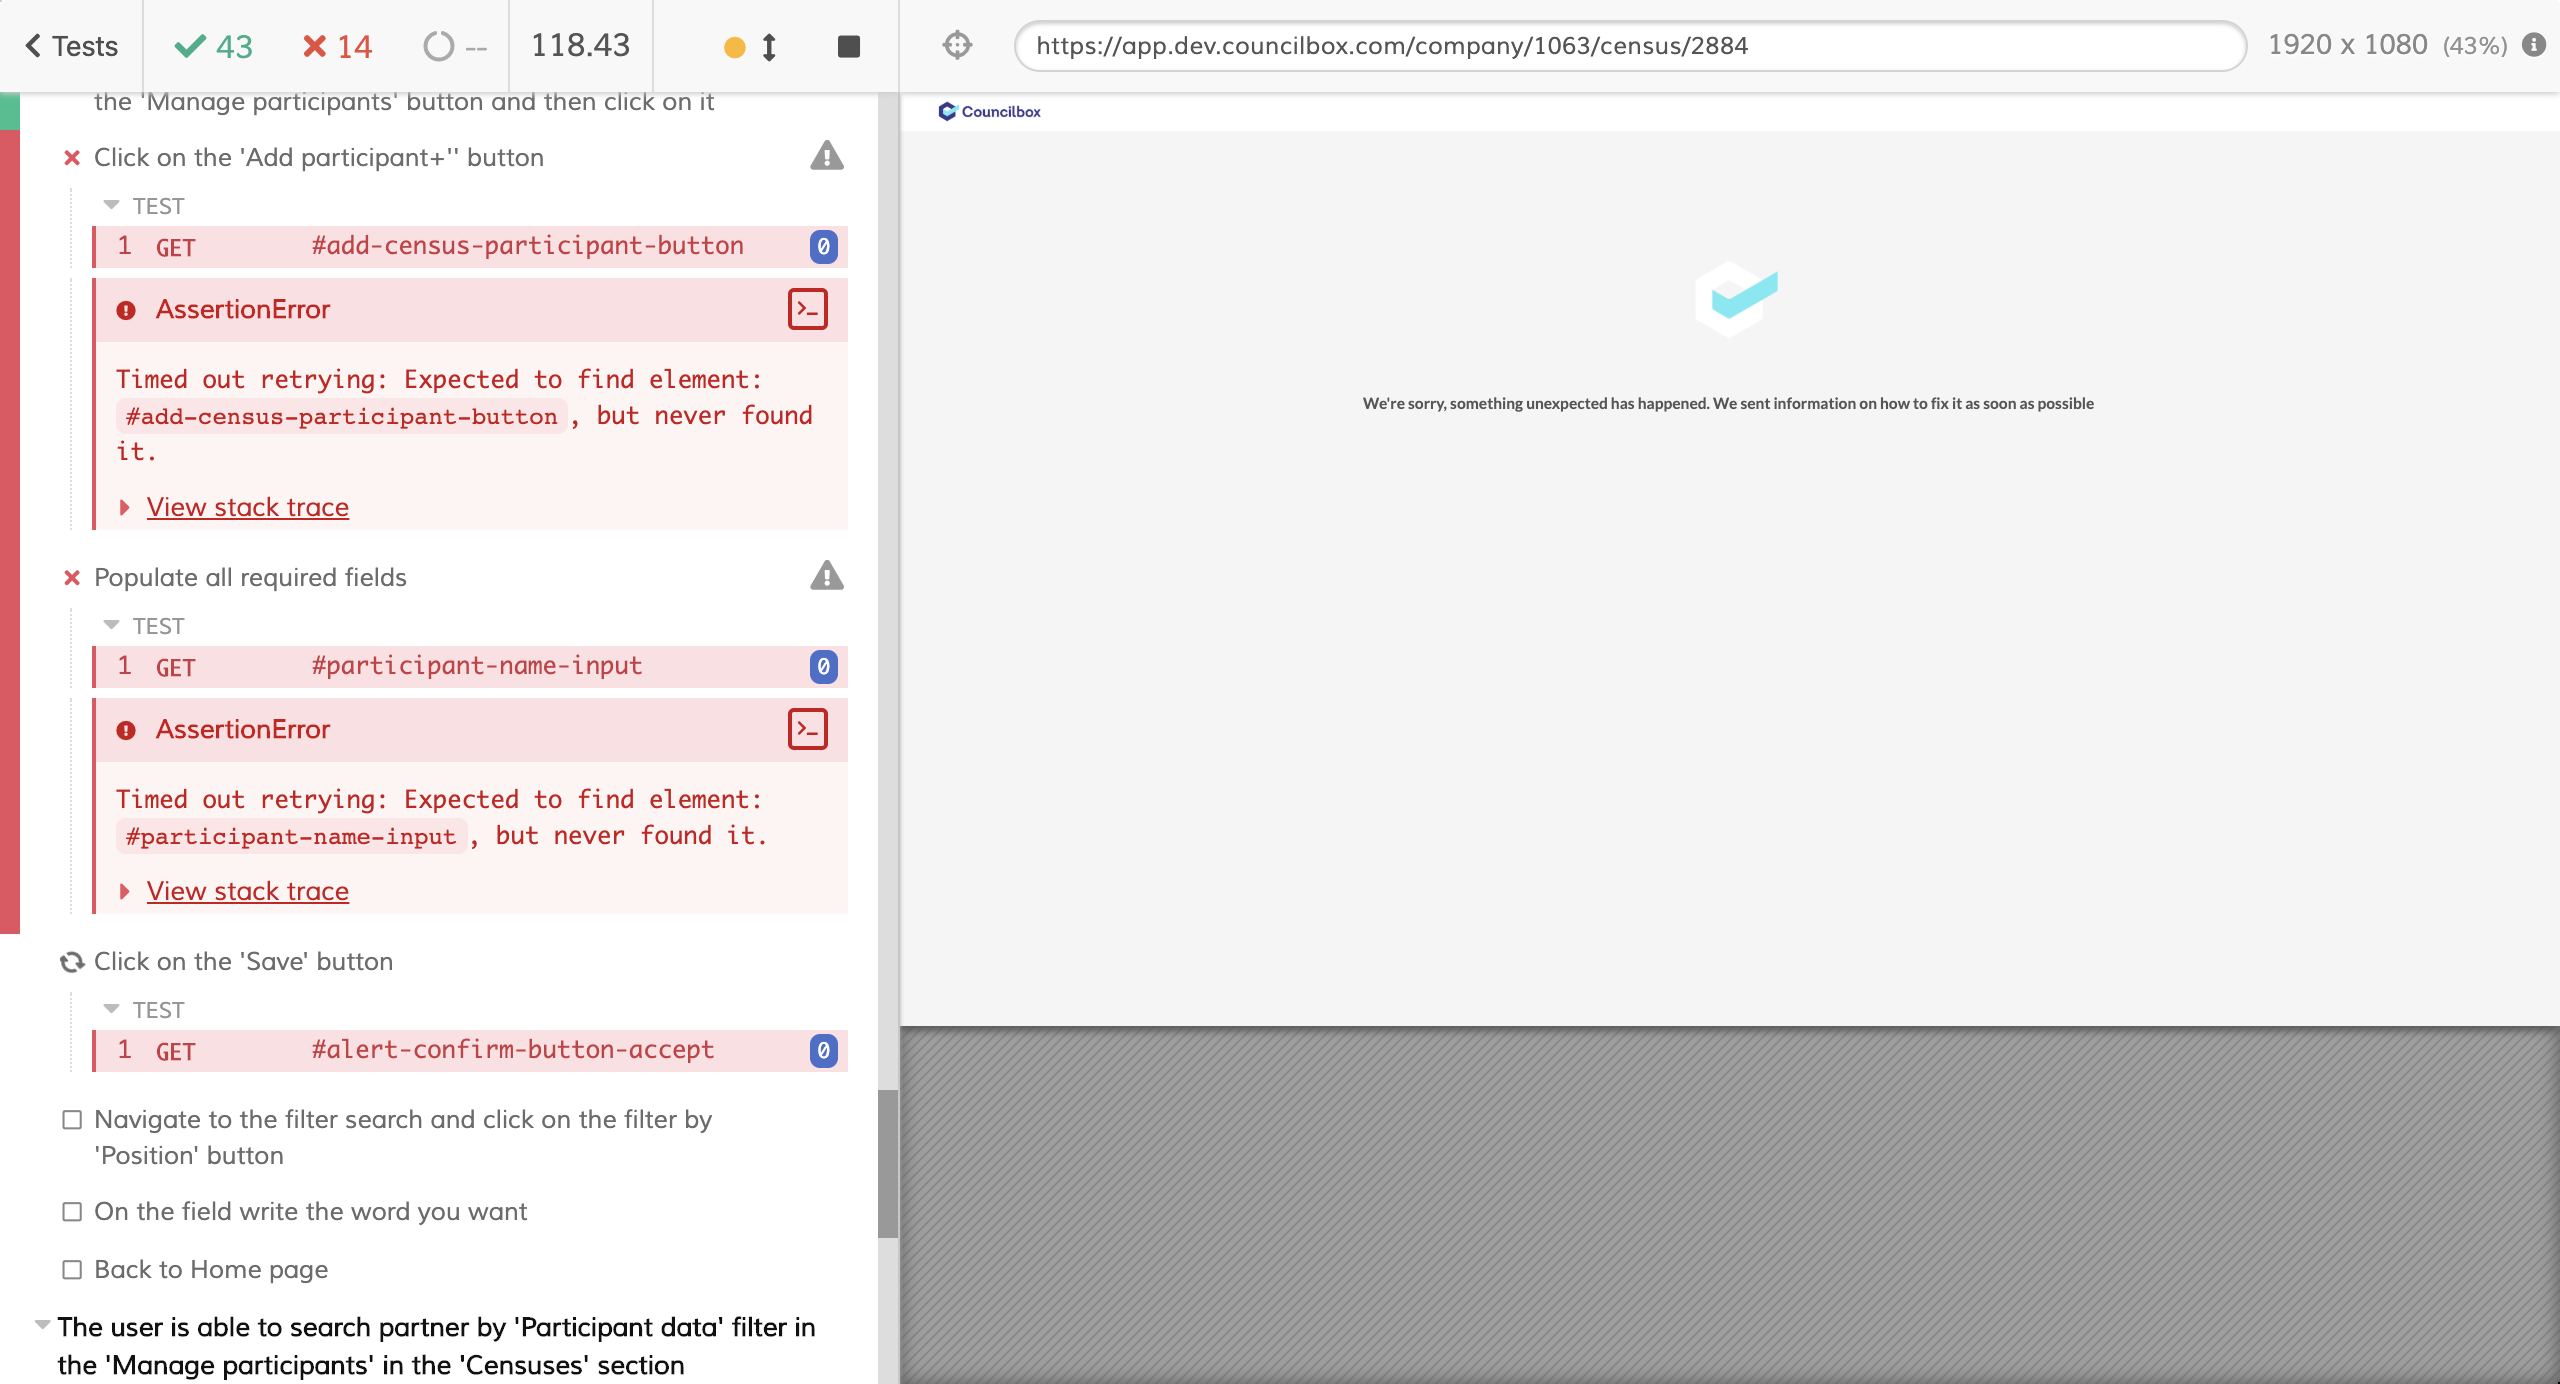 Tests
43
14
--
118.43
https://app.dev.councilbox.com/company/1063/census/2884
1920 x 1080 (43%)
the 'Manage participants' button and then click on it
Click on the 'Add participant+'' button
TEST
1 GET #add-census-participant-button 0
AssertionError
Timed out retrying: Expected to find element:
#add-census-participant-button, but never found
it.
View stack trace
Populate all required fields
TEST
1 GET #participant-name-input 0
AssertionError
Timed out retrying: Expected to find element:
#participant-name-input, but never found it.
View stack trace
Click on the 'Save' button
TEST
1 GET #alert-confirm-button-accept 0
Navigate to the filter search and click on the filter by
'Position' button
On the field write the word you want
Back to Home page
The user is able to search partner by 'Participant data' filter in
the 'Manage participants' in the 'Censuses' section
Councilbox
We're sorry, something unexpected has happened. We sent information on how to fix it as soon as possible